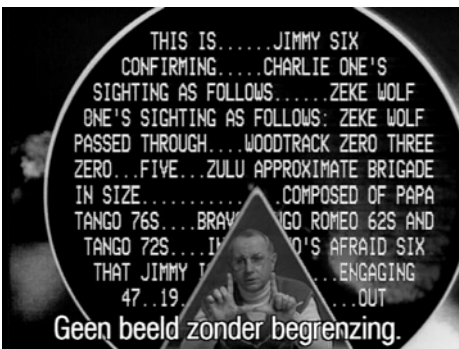 THIS IS......JIMMY SIX
CONFIRMING.....CHARLIE ONE'S
SIGHTING AS FOLLOWS......ZEKE WOLF
ONE'S SIGHTING AS FOLLOWS: ZEKE WOLF
PASSED THROUGH....WOODTRACK ZERO THREE
ZERO...FIVE...ZULU APPROXIMATE BRIGADE
IN SIZE.............COMPOSED OF PAPA
TANGO 76S....BRAV GO ROMEO 62S AND
TANGO 72S....I O'S AFRAID SIX
THAT JIMMY ...ENGAGING
47..19. ...OUT
Geen beeld zonder begrenzing.